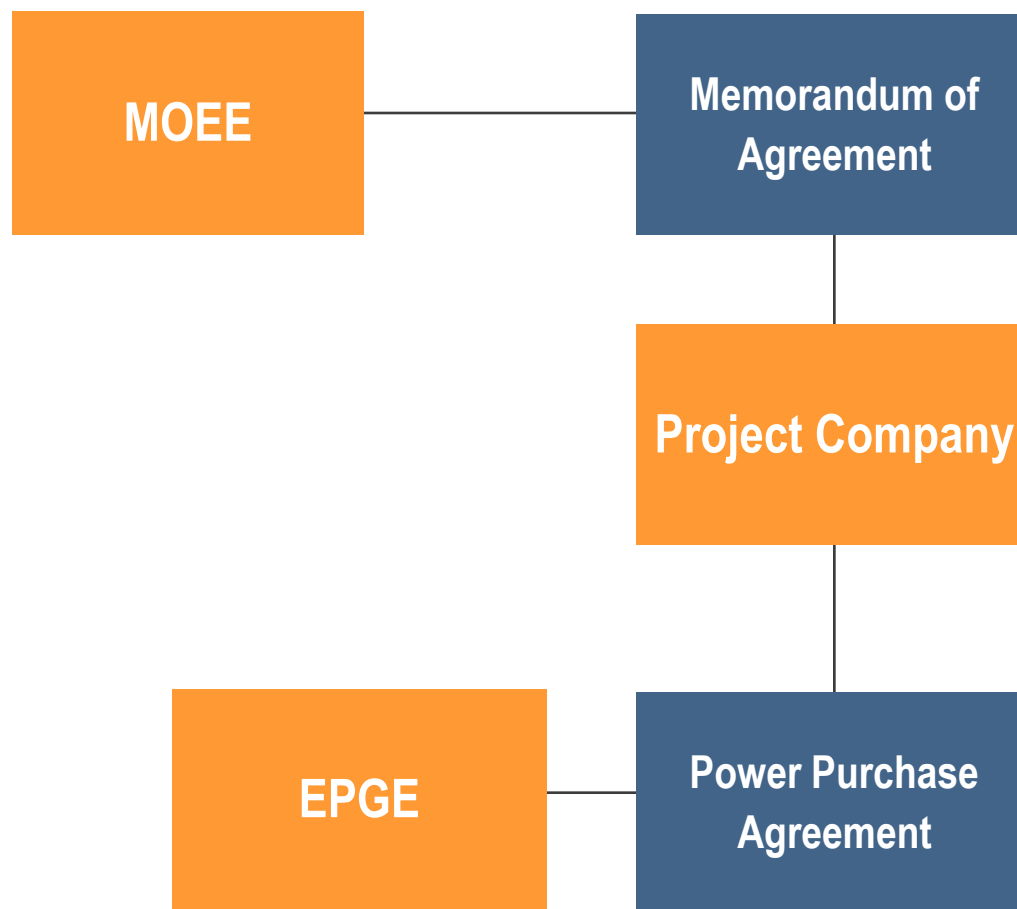 MOEE
Memorandum of
Agreement
Project Company
EPGE
Power Purchase
Agreement